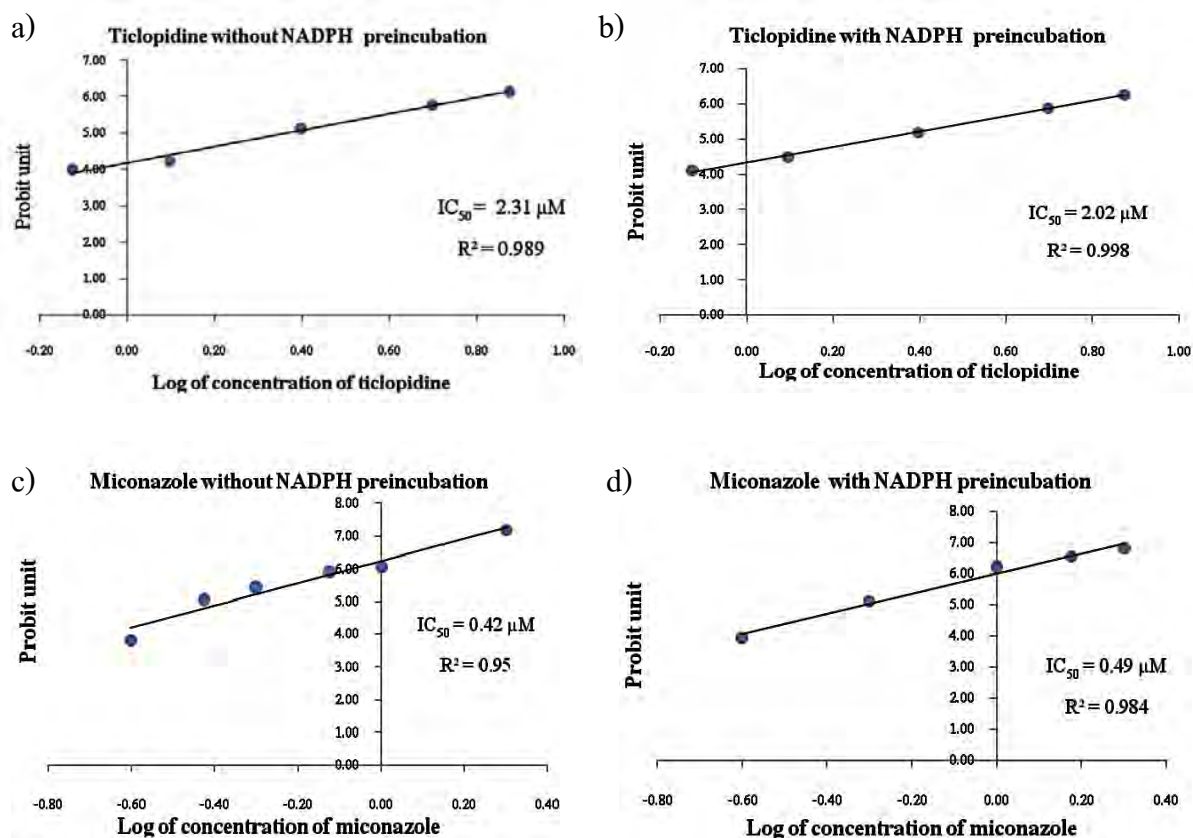 a)
Ticlopidine without NADPH preincubation
7.00
6.00
5.00
4.00
3.00
2.00
1.00
0.00
Probit unit
IC50 = 2.31 µM
R² = 0.989
-0.20 0.00 0.20 0.40 0.60 0.80 1.00
Log of concentration of ticlopidine
b)
Ticlopidine with NADPH preincubation
7.00
6.00
5.00
4.00
3.00
2.00
1.00
0.00
Probit unit
IC50 = 2.02 µM
R² = 0.998
-0.20 0.00 0.20 0.40 0.60 0.80 1.00
Log of concentration of ticlopidine
c)
Miconazole without NADPH preincubation
8.00
7.00
6.00
5.00
4.00
3.00
2.00
1.00
0.00
Probit unit
IC50 = 0.42 µM
R² = 0.95
-0.80 -0.60 -0.40 -0.20 0.00 0.20 0.40
Log of concentration of miconazole
d)
Miconazole with NADPH preincubation
8.00
7.00
6.00
5.00
4.00
3.00
2.00
1.00
0.00
Probit unit
IC50 = 0.49 µM
R² = 0.984
-0.80 -0.60 -0.40 -0.20 0.00 0.20 0.40
Log of concentration of miconazole